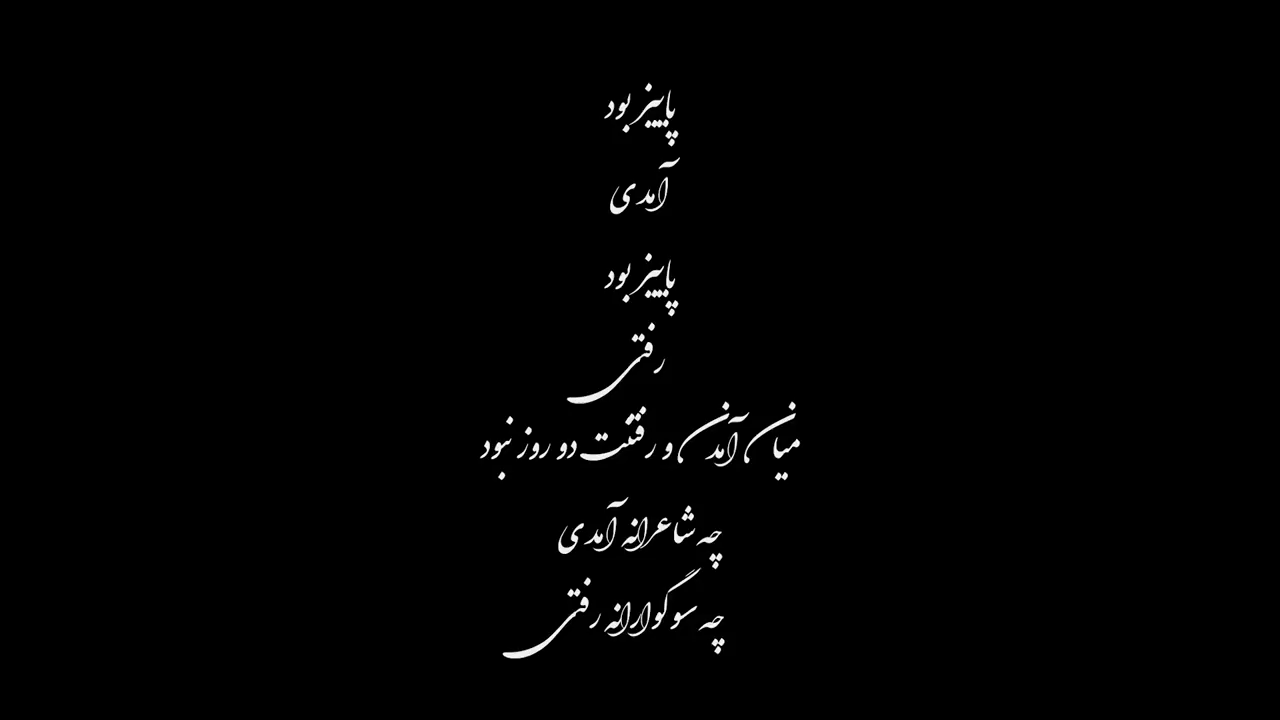 پاییز بود
آمدی
پاییز بود
رفتی
میان آمدن و رفتنت دو روز نبود
چه شاعرانه آمدی
چه سوگوارانه رفتی